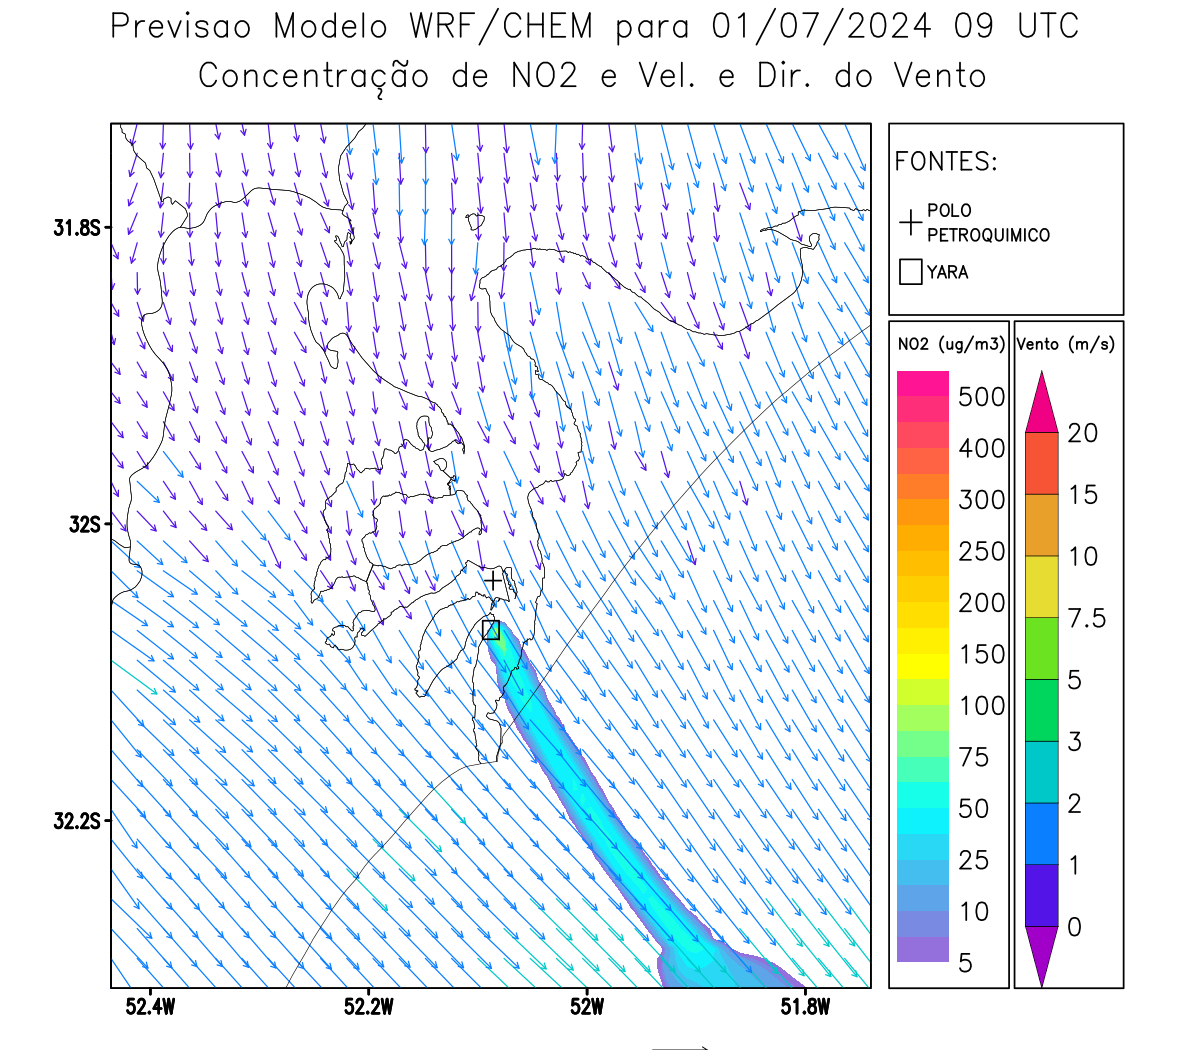 Previsao Modelo WRF/CHEM para 01/07/2024 09 UTC
Concentração de NO2 e Vel. e Dir. do Vento
FONTES:
POLO
PETROQUIMICO
YARA
31.8S
32S
32.2S
52.4W
52.2W
52W
51.8W
NO2 (ug/m3)
500
400
300
250
200
150
100
75
50
25
10
5
Vento (m/s)
20
15
10
7.5
5
3
2
1
0